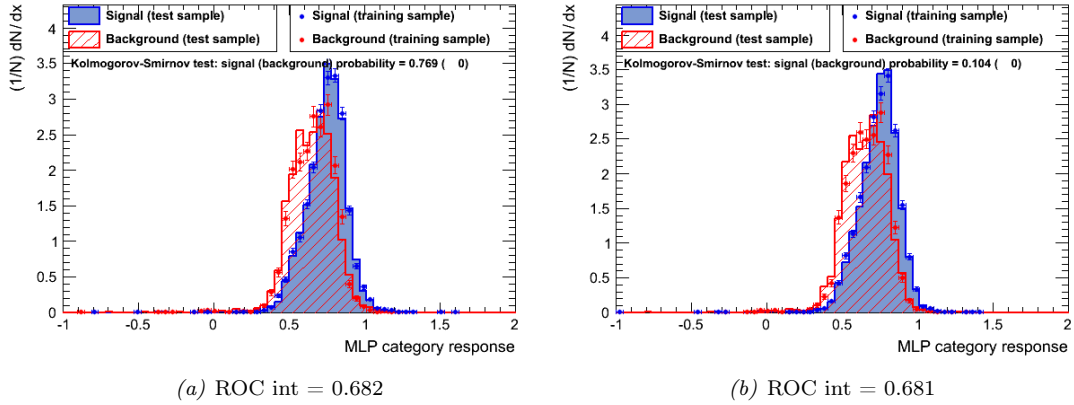 Signal (test sample)
Background (test sample)
Signal (training sample)
Background (training sample)
Kolmogorov-Smirnov test: signal (background) probability = 0.769 ( 0)
(1/N) dN / dx
4
3.5
3
2.5
2
1.5
1
0.5
0
-1 -0.5 0 0.5 1 1.5 2
MLP category response
(a) ROC int = 0.682
Signal (test sample)
Background (test sample)
Signal (training sample)
Background (training sample)
Kolmogorov-Smirnov test: signal (background) probability = 0.104 ( 0)
(1/N) dN / dx
4
3.5
3
2.5
2
1.5
1
0.5
0
-1 -0.5 0 0.5 1 1.5 2
MLP category response
(b) ROC int = 0.681